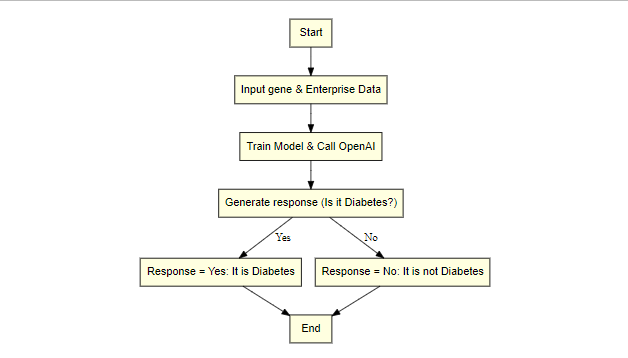 Start
Input gene & Enterprise Data
Train Model & Call OpenAI
Generate response (Is it Diabetes?)
Yes
No
Response = Yes: It is Diabetes
Response = No: It is not Diabetes
End